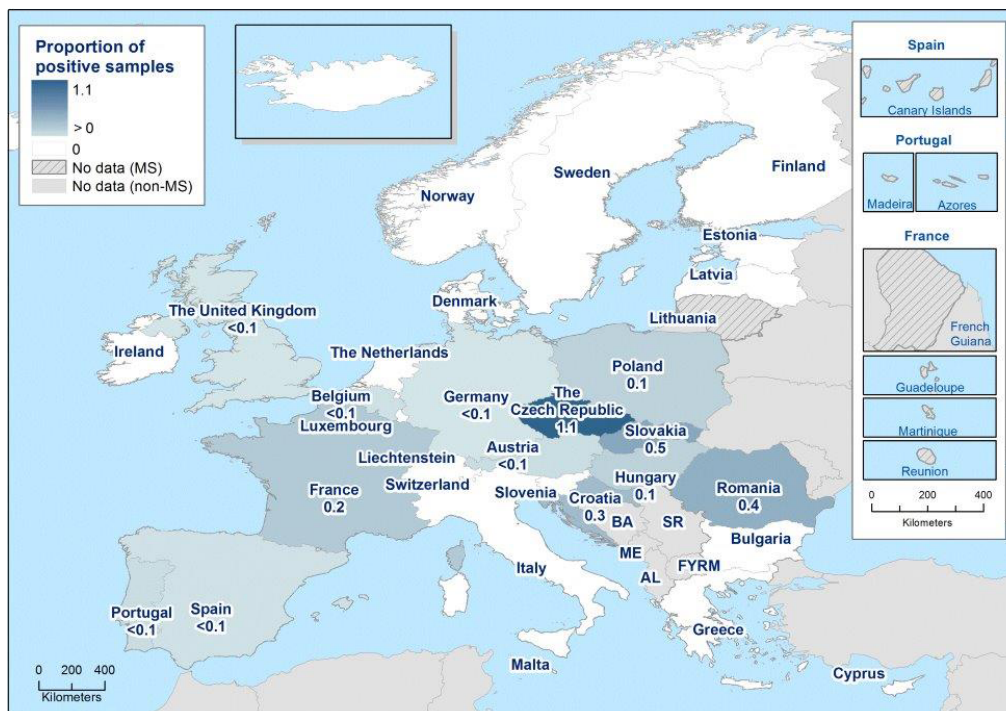 Proportion of
positive samples
1.1
> 0
0
No data (MS)
No data (non-MS)
Spain
Canary Islands
Portugal
Madeira
Azores
France
French
Guiana
Guadeloupe
Martinique
Reunion
0 200 400
Kilometers
Finland
Sweden
Norway
Estonia
Latvia
Lithuania
Denmark
The United Kingdom
<0.1
Ireland
The Netherlands
Belgium
<0.1
Luxembourg
Germany
<0.1
Poland
0.1
The
Czech Republic
1.1
Slovakia
0.5
Austria
<0.1
Liechtenstein
Switzerland
France
0.2
Slovenia
Croatia
0.3
Hungary
0.1
Romania
0.4
BA
SR
Bulgaria
ME
FYRM
AL
Italy
Portugal
<0.1
Spain
<0.1
Greece
Malta
Cyprus
0 200 400
Kilometers